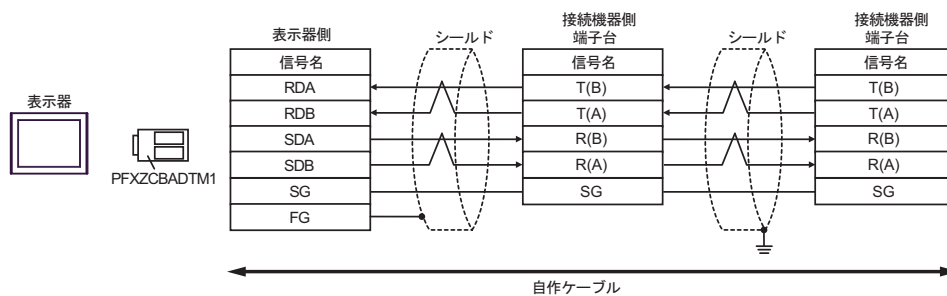 表示器
PFXZCBADTM1
表示器側
信号名
RDA
RDB
SDA
SDB
SG
FG
シールド
接続機器側
端子台
信号名
T(B)
T(A)
R(B)
R(A)
SG
シールド
接続機器側
端子台
信号名
T(B)
T(A)
R(B)
R(A)
SG
自作ケーブル